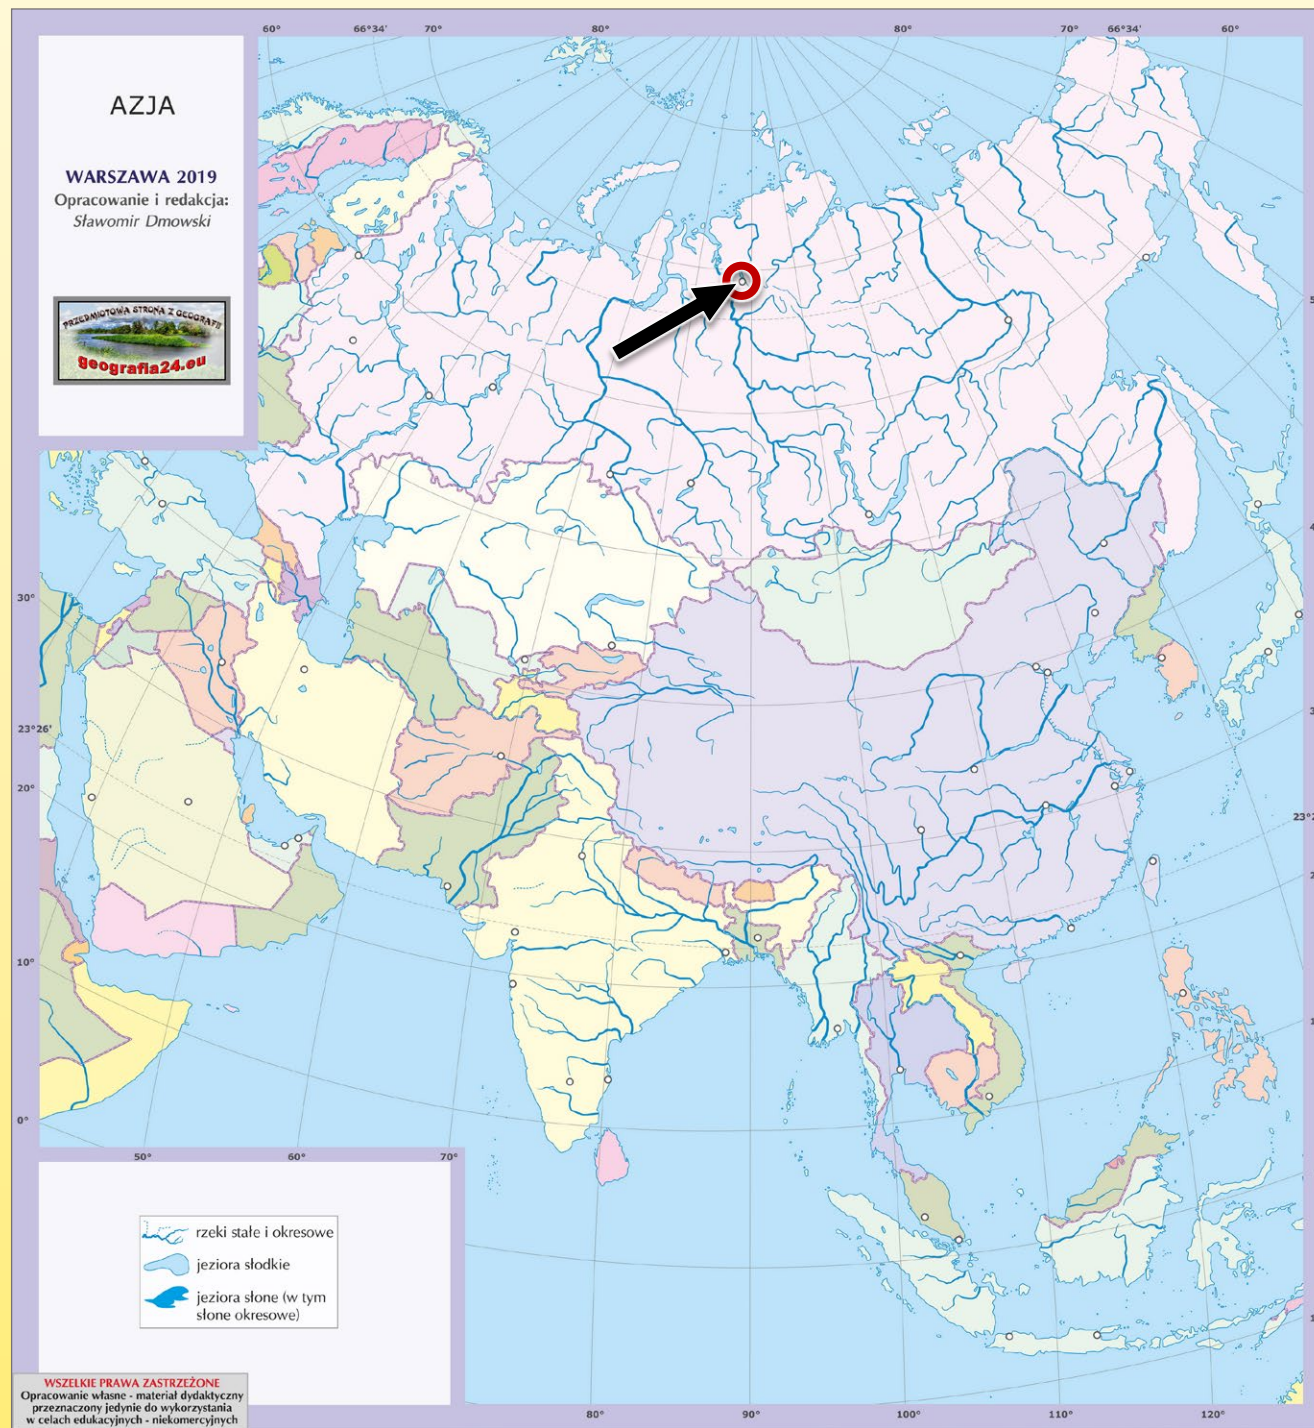 60°
66°34'
70°
80°
80°
70°
66°34'
60°
AZJA
WARSZAWA 2019
Opracowanie i redakcja:
Sławomir Dmowski
PRZEDMIOTOWA STRONA Z GEOGRAFII
geografia24.eu
30°
23°26'
20°
10°
0°
23°2
50°
60°
70°
rzeki stałe i okresowe
jeziora słodkie
jeziora słone (w tym
słone okresowe)
WSZELKIE PRAWA ZASTRZEŻONE
Opracowanie własne - materiał dydaktyczny
przeznaczony jedynie do wykorzystania
w celach edukacyjnych - niekomercyjnych
80°
90°
100°
110°
120°